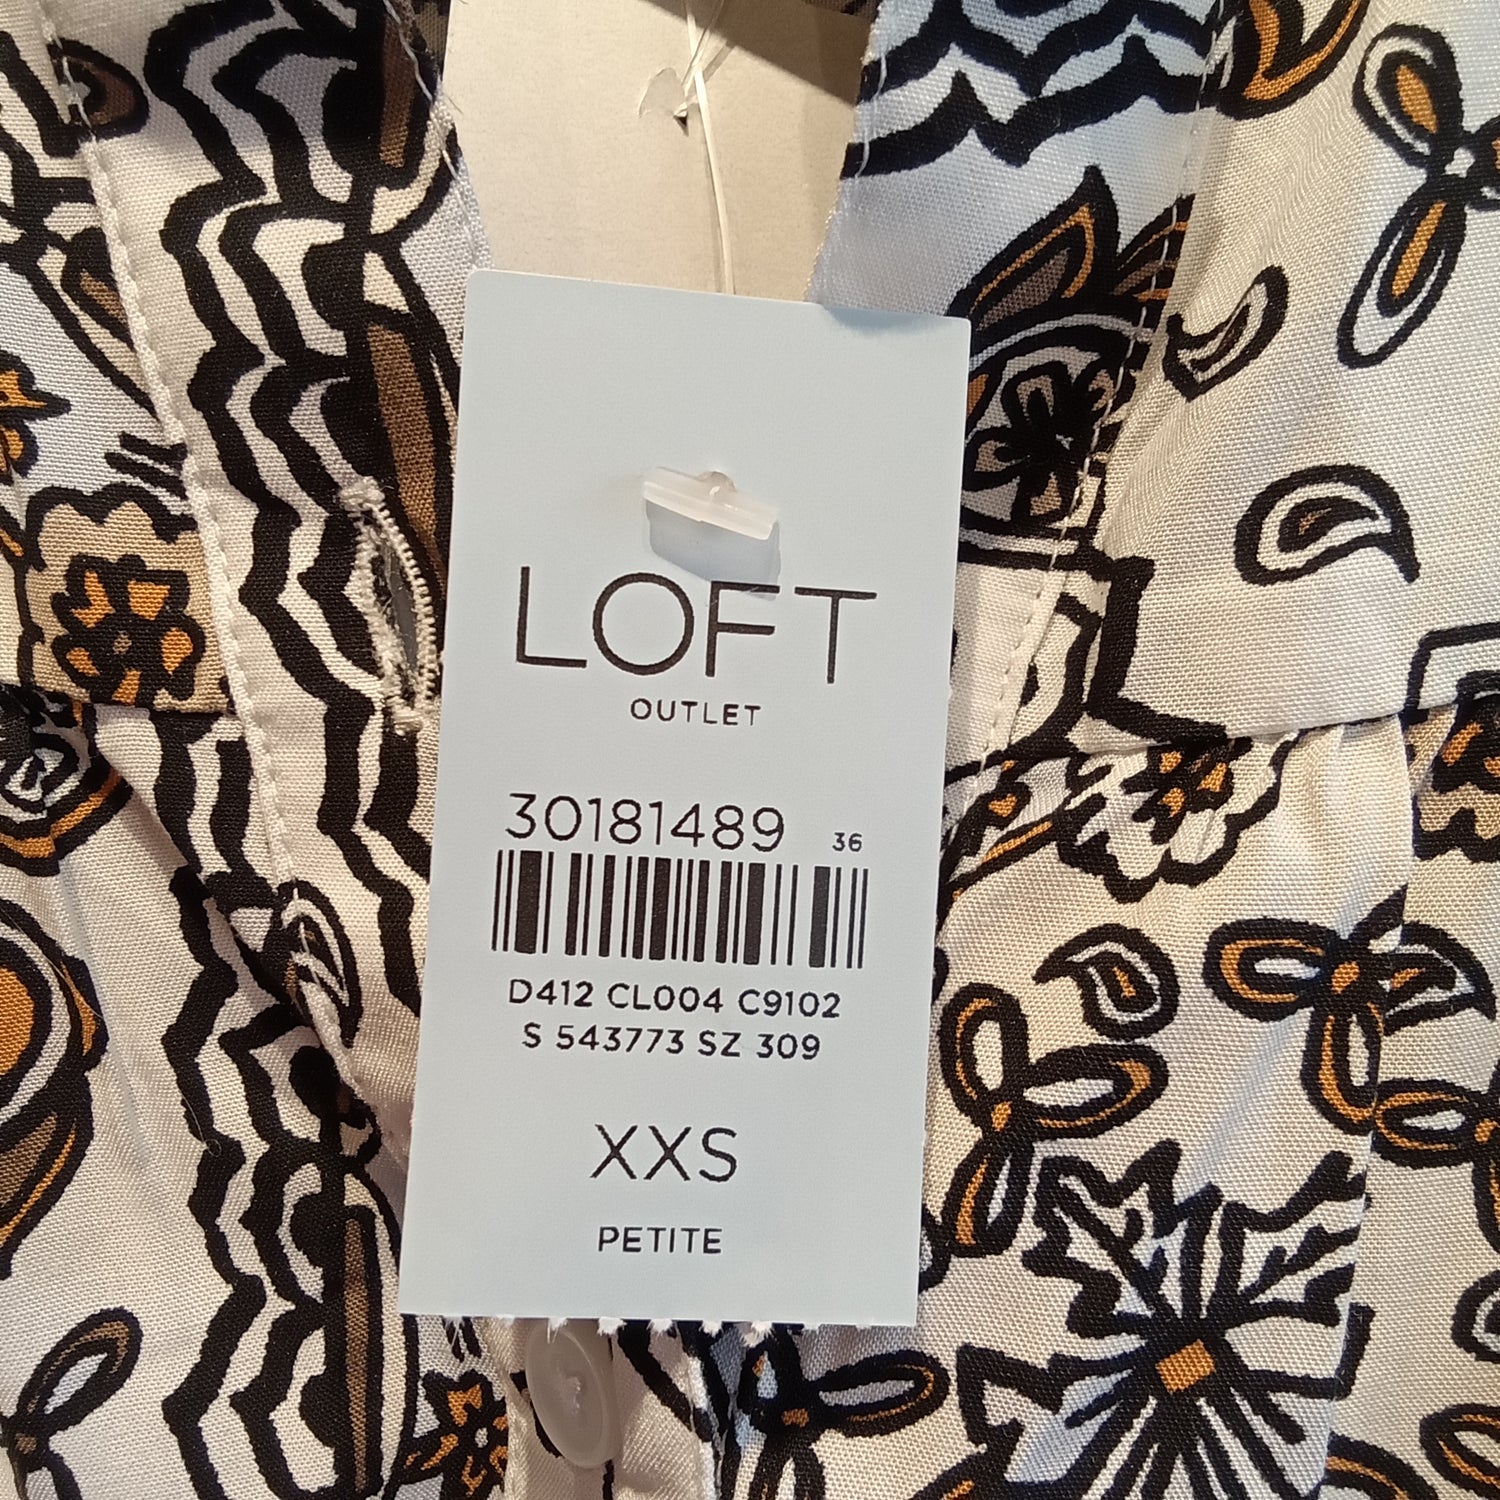 LOFT
OUTLET
30181489 36
D412 CL004 C9102
S 543773 SZ 309
XXS
PETITE